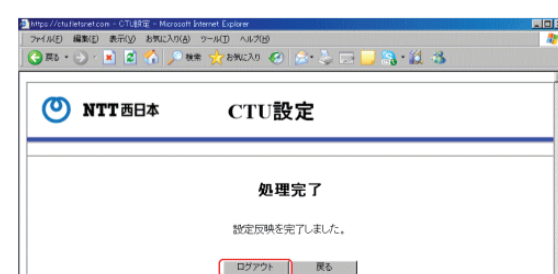 https://ctu.fletsnet.com - CTU設定 - Microsoft Internet Explorer
ファイル(F) 編集(E) 表示(V) お気に入り(A) ツール(T) ヘルプ(H)
戻る 検索 お気に入り
NTT西日本 CTU設定
処理完了
設定反映を完了しました。
ログアウト 戻る